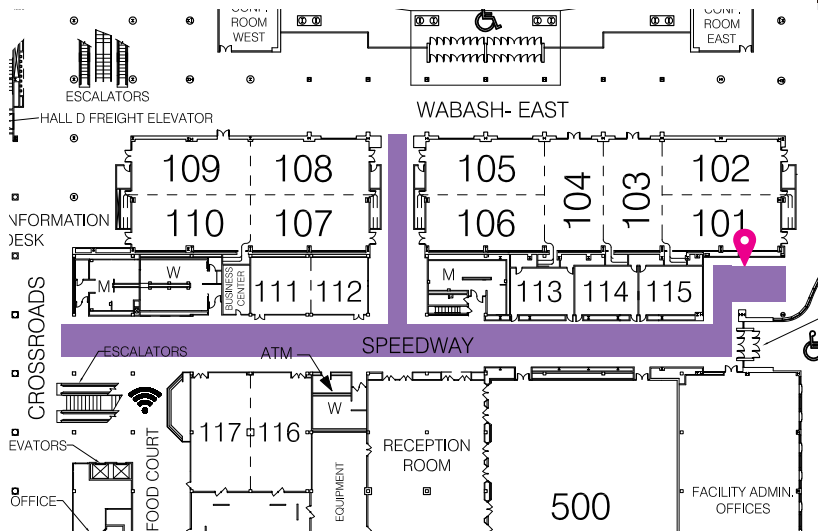 CONF.
ROOM
WEST
CONF.
ROOM
EAST
ESCALATORS
HALL D FREIGHT ELEVATOR
WABASH- EAST
109
108
105
104
103
102
110
107
106
101
NFORMATION
DESK
M
W
BUSINESS
CENTER
111
112
M
113
114
115
CROSSROADS
SPEEDWAY
ESCALATORS
ATM
W
117
116
RECEPTION
ROOM
EVATORS
FOOD COURT
EQUIPMENT
OFFICE
500
FACILITY ADMIN.
OFFICES